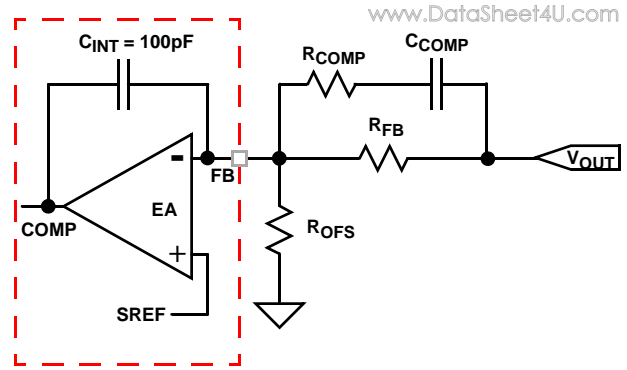 www.DataSheet4U.com
CINT = 100pF
CCOMP
RCOMP
RFB
VOUT
-
FB
EA
COMP
ROFS
+
SREF